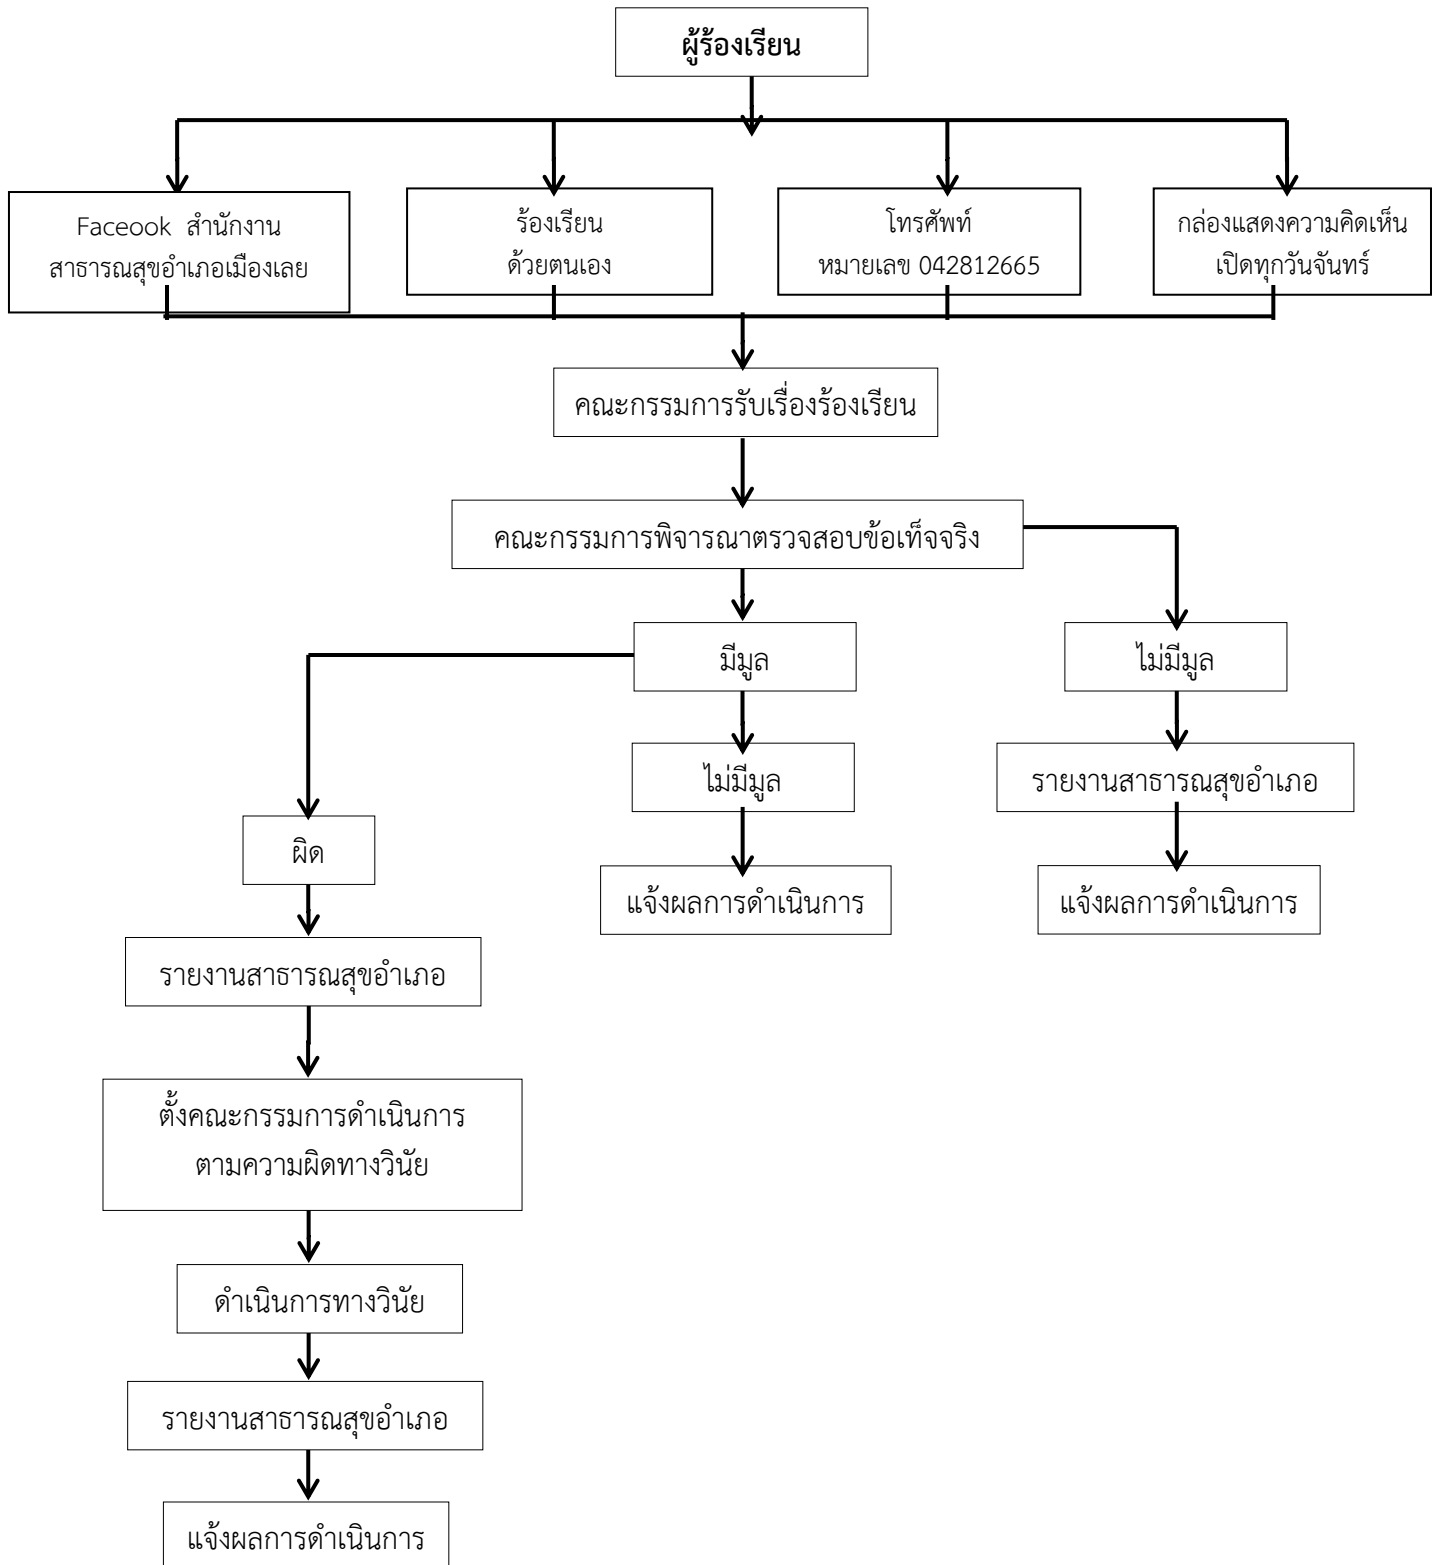 ผู้ร้องเรียน
Faceook สำนักงาน
สาธารณสุขอำเภอเมืองเลย
ร้องเรียน
ด้วยตนเอง
โทรศัพท์
หมายเลข 042812665
กล่องแสดงความคิดเห็น
เปิดทุกวันจันทร์
คณะกรรมการรับเรื่องร้องเรียน
คณะกรรมการพิจารณาตรวจสอบข้อเท็จจริง
มีมูล
ไม่มีมูล
ไม่มีมูล
รายงานสาธารณสุขอำเภอ
ผิด
แจ้งผลการดำเนินการ
แจ้งผลการดำเนินการ
รายงานสาธารณสุขอำเภอ
ตั้งคณะกรรมการดำเนินการ
ตามความผิดทางวินัย
ดำเนินการทางวินัย
รายงานสาธารณสุขอำเภอ
แจ้งผลการดำเนินการ